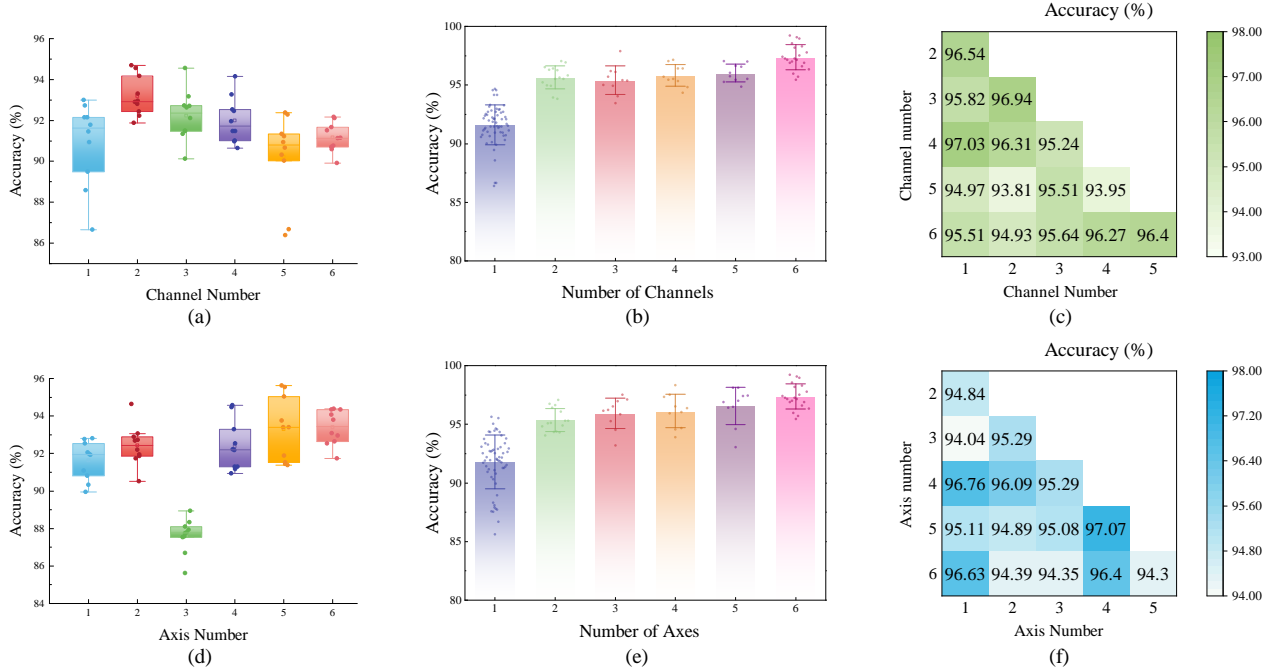 Accuracy (%)
94
92
90
88
86
1 2 3 4 5 6
Channel Number
(a)
Accuracy (%)
100
95
90
85
80
1 2 3 4 5 6
Number of Channels
(b)
Accuracy (%)
Channel number
2 96.54
3 95.82 96.94
4 97.03 96.31 95.24
5 94.97 93.81 95.51 93.95
6 95.51 94.93 95.64 96.27 96.4
1 2 3 4 5
Channel Number
98.00
97.00
96.00
95.00
94.00
93.00
(c)
Accuracy (%)
96
94
92
90
88
86
84
1 2 3 4 5 6
Axis Number
(d)
Accuracy (%)
100
95
90
85
80
1 2 3 4 5 6
Number of Axes
(e)
Accuracy (%)
Axis number
2 94.84
3 94.04 95.29
4 96.76 96.09 95.29
5 95.11 94.89 95.08 97.07
6 96.63 94.39 94.35 96.4 94.3
1 2 3 4 5
Axis Number
98.00
97.20
96.40
95.60
94.80
94.00
(f)